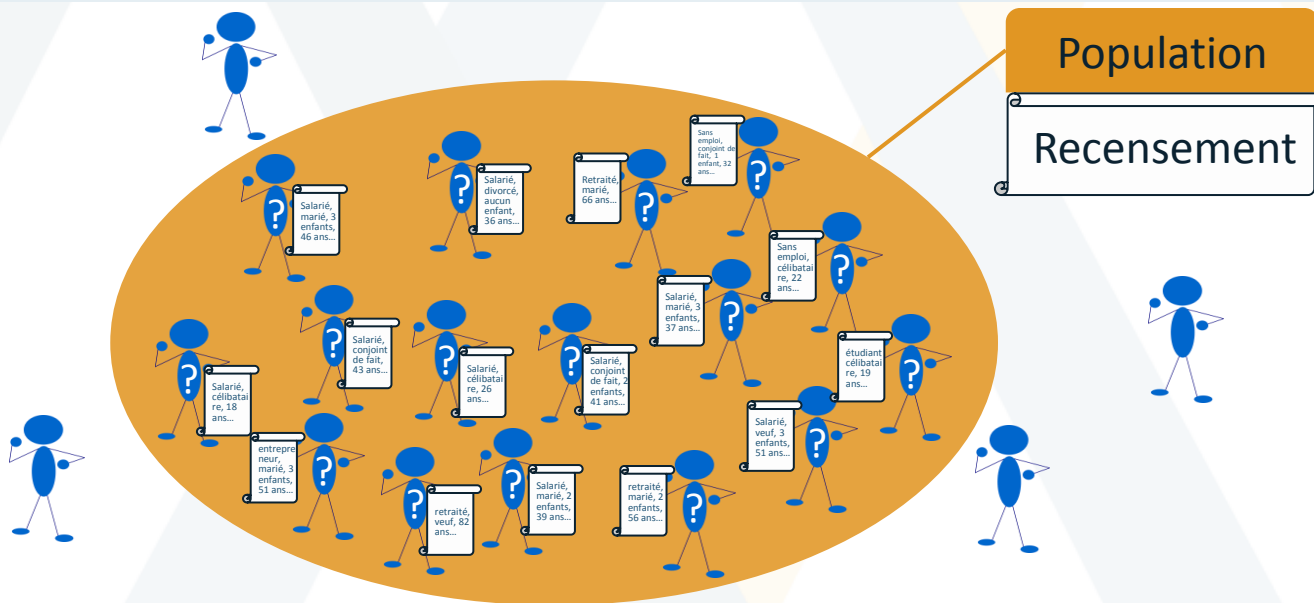 Population
Recensement
Sans
emploi,
conjoint de
fait, 1
enfant, 32
ans...
?
Retraité,
marié,
66 ans...
?
Salarié,
divorcé,
aucun
enfant,
36 ans...
?
Salarié,
marié, 3
enfants,
46 ans...
?
Sans
emploi,
célibatai
re, 22
ans...
?
Salarié,
marié, 3
enfants,
37 ans...
?
Salarié,
conjoint
de fait,
43 ans...
?
Salarié,
célibatai
re, 26
ans...
?
Salarié,
conjoint
de fait, 2
enfants,
41 ans...
?
étudiant
célibatai
re, 19
ans...
?
Salarié,
célibatai
re, 18
ans...
?
Salarié,
veuf, 3
enfants,
51 ans...
?
entrepre
neur,
marié, 3
enfants,
51 ans...
?
retraité,
veuf, 82
ans...
?
Salarié,
marié, 2
enfants,
39 ans...
?
retraité,
marié, 2
enfants,
56 ans...
?